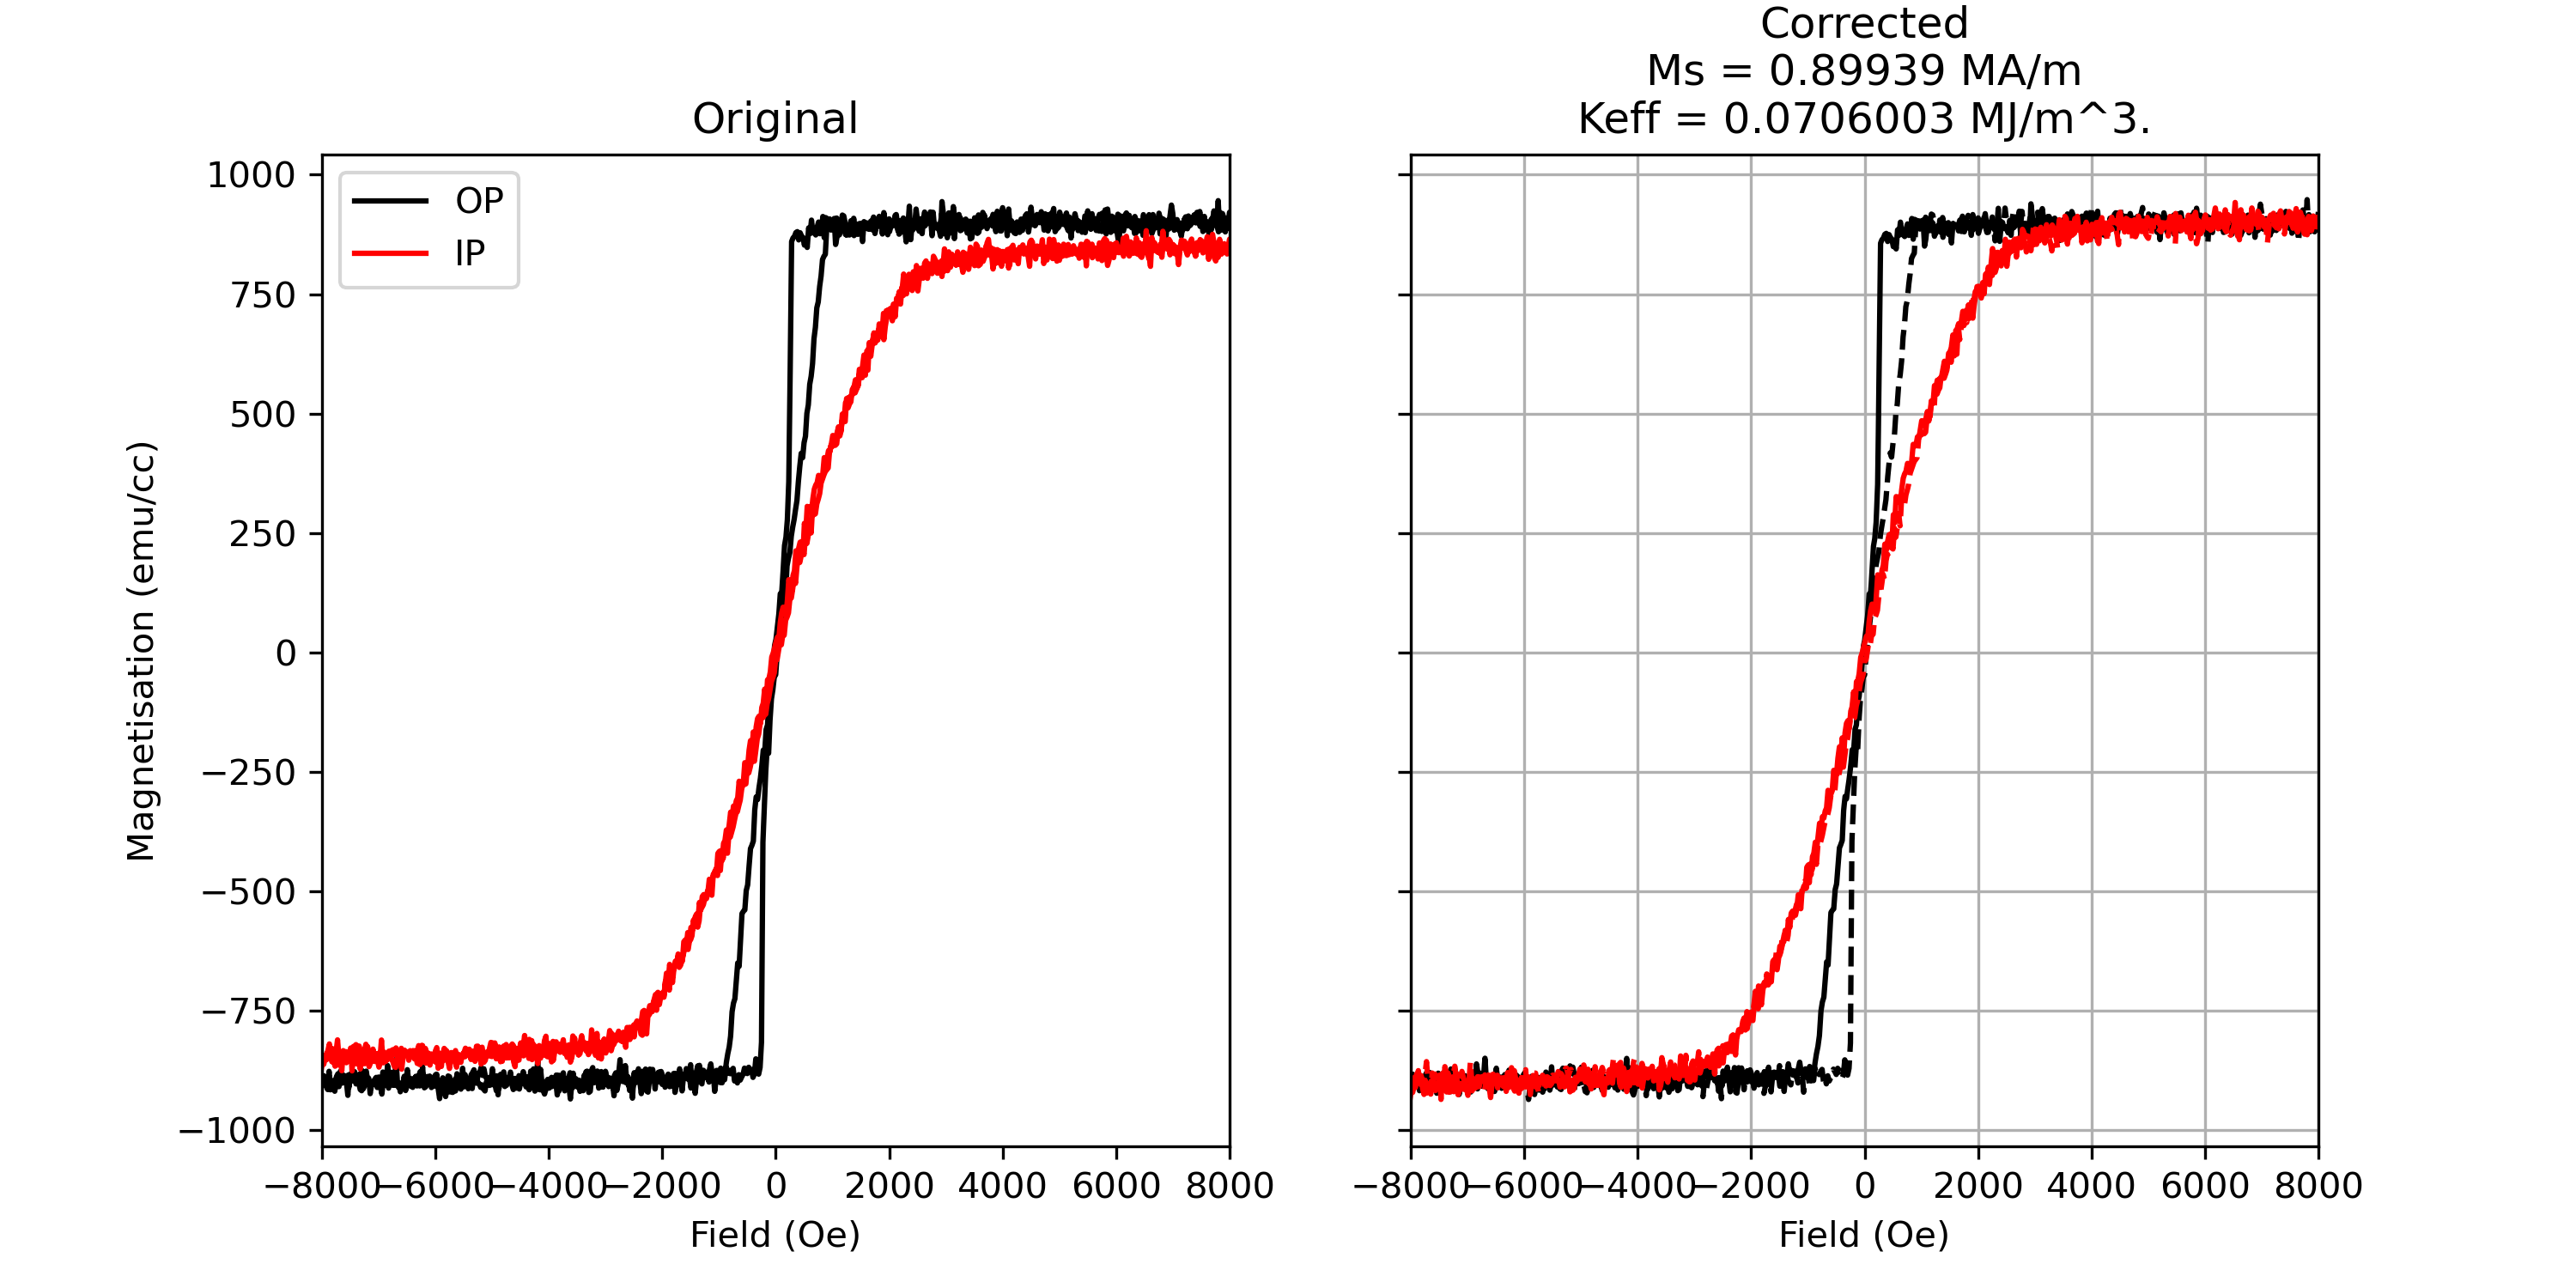 Original
Corrected
Ms = 0.89939 MA/m
Keff = 0.0706003 MJ/m^3.
OP
IP
Magnetisation (emu/cc)
1000
750
500
250
0
−250
−500
−750
−1000
−8000 −6000 −4000 −2000 0 2000 4000 6000 8000
Field (Oe)
−8000 −6000 −4000 −2000 0 2000 4000 6000 8000
Field (Oe)